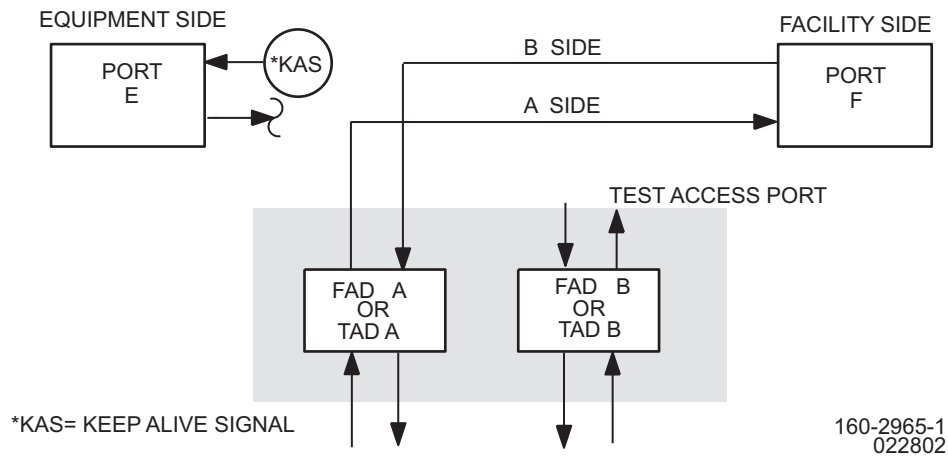 EQUIPMENT SIDE
FACILITY SIDE
PORT
E
*KAS
B SIDE
A SIDE
PORT
F
TEST ACCESS PORT
FAD A
OR
TAD A
FAD B
OR
TAD B
*KAS= KEEP ALIVE SIGNAL
160-2965-1
022802